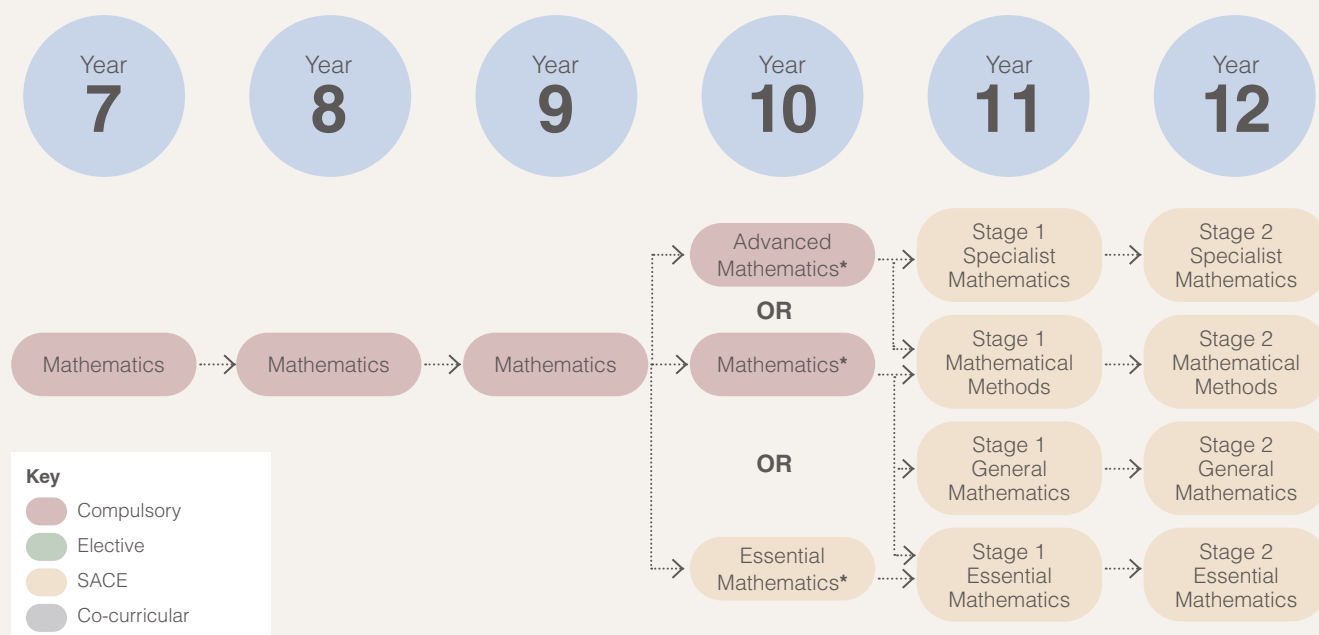 Year
7
Year
8
Year
9
Year
10
Year
11
Year
12
Mathematics
Mathematics
Mathematics
Advanced
Mathematics*
OR
Mathematics*
OR
Essential
Mathematics*
Stage 1
Specialist
Mathematics
Stage 2
Specialist
Mathematics
Stage 1
Mathematical
Methods
Stage 2
Mathematical
Methods
Stage 1
General
Mathematics
Stage 2
General
Mathematics
Stage 1
Essential
Mathematics
Stage 2
Essential
Mathematics
Key
Compulsory
Elective
SACE
Co-curricular